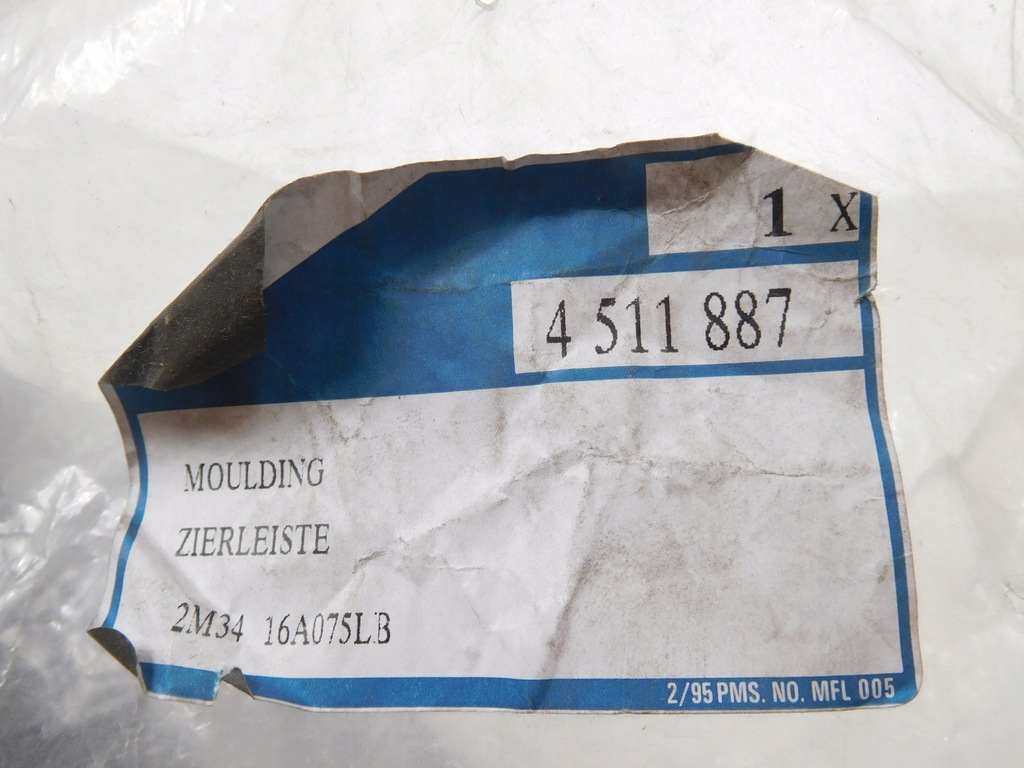 1 X
4 511 887
MOULDING
ZIERLEISTE
2M34 16A075LB
2/95 PMS. NO. MFL 005